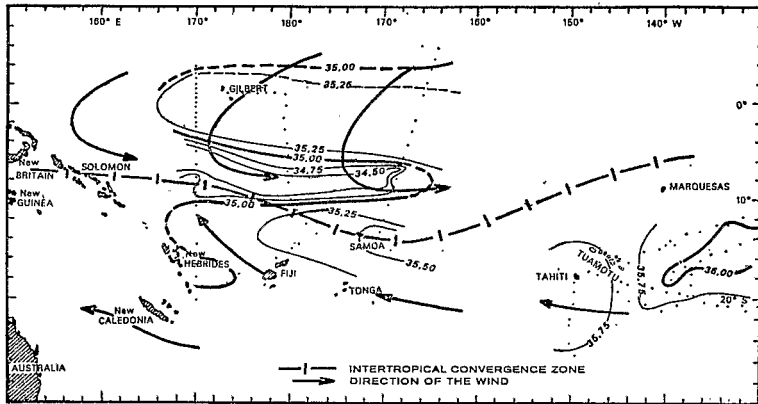 160° E
170°
180°
170°
160°
150°
140° W
35,00
35,25
GILBERT
0°
35,25
35,00
34,75
34,50
New
BRITAIN
SOLOMON
New
GUINEA
MARQUESAS
35,00
35,25
10°
SAMOA
35,50
New
HEBRIDES
FIJI
TUAMOTU
36,00
35,75
TAHITI
TONGA
20° S
New
CALEDONIA
35,75
AUSTRALIA
INTERTROPICAL CONVERGENCE ZONE
DIRECTION OF THE WIND